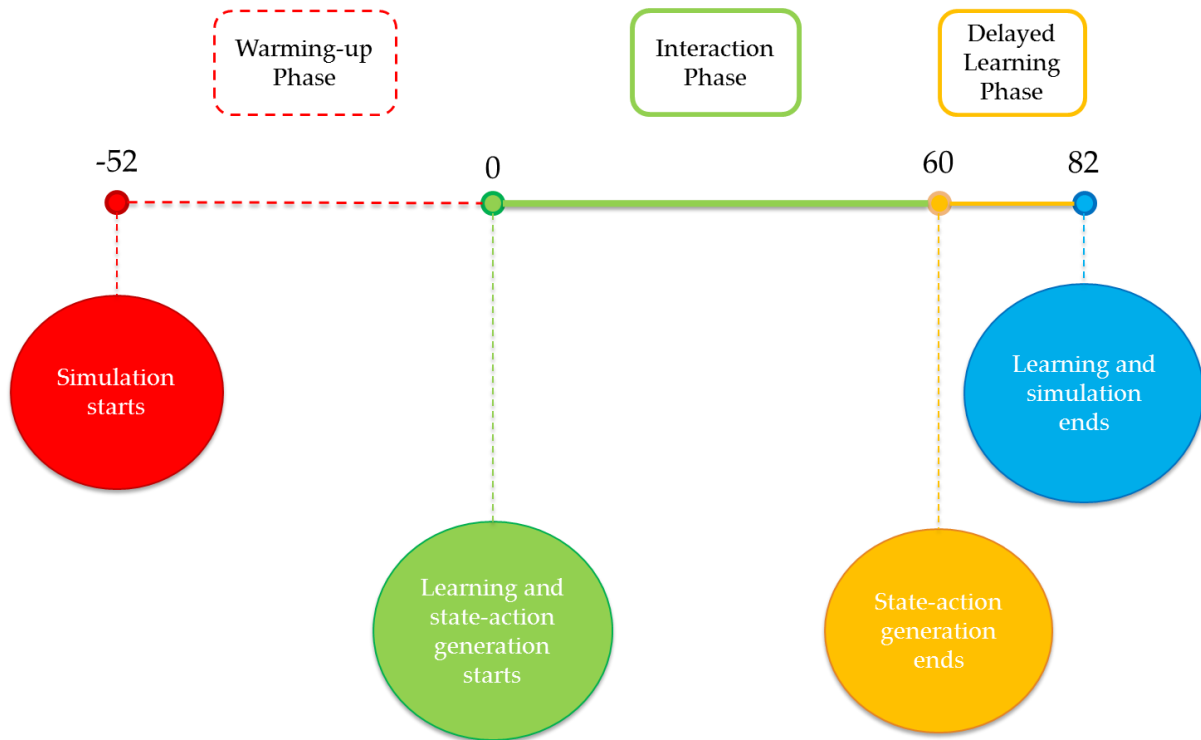 Warming-up
Phase
Interaction
Phase
Delayed
Learning
Phase
-52
0
60
82
Simulation
starts
Learning and
simulation
ends
Learning and
state-action
generation
starts
State-action
generation
ends